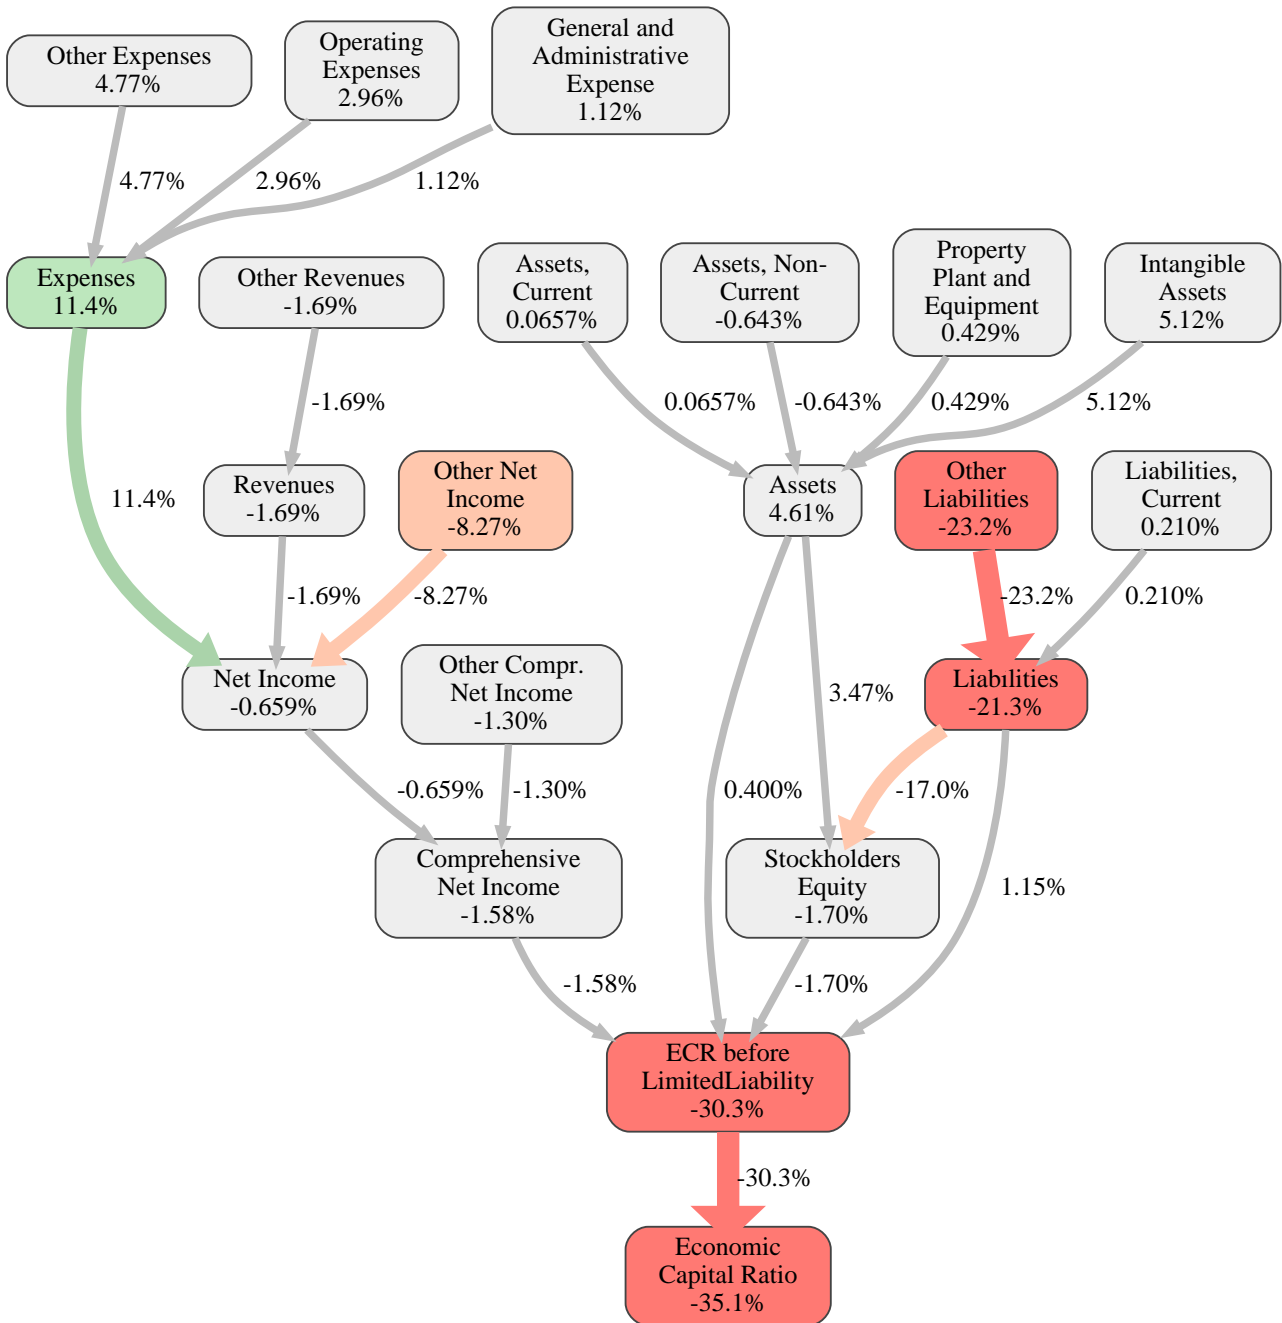 Other Expenses
4.77%
Operating
Expenses
2.96%
General and
Administrative
Expense
1.12%
4.77%
2.96%
1.12%
Expenses
11.4%
Other Revenues
-1.69%
Assets,
Current
0.0657%
Assets, Non-
Current
-0.643%
Property
Plant and
Equipment
0.429%
Intangible
Assets
5.12%
-1.69%
0.0657%
-0.643%
0.429%
5.12%
11.4%
Revenues
-1.69%
Other Net
Income
-8.27%
Assets
4.61%
Other
Liabilities
-23.2%
Liabilities,
Current
0.210%
-1.69%
-8.27%
-23.2%
0.210%
Net Income
-0.659%
Other Compr.
Net Income
-1.30%
3.47%
Liabilities
-21.3%
-0.659%
-1.30%
0.400%
-17.0%
Comprehensive
Net Income
-1.58%
Stockholders
Equity
-1.70%
1.15%
-1.58%
-1.70%
ECR before
LimitedLiability
-30.3%
-30.3%
Economic
Capital Ratio
-35.1%